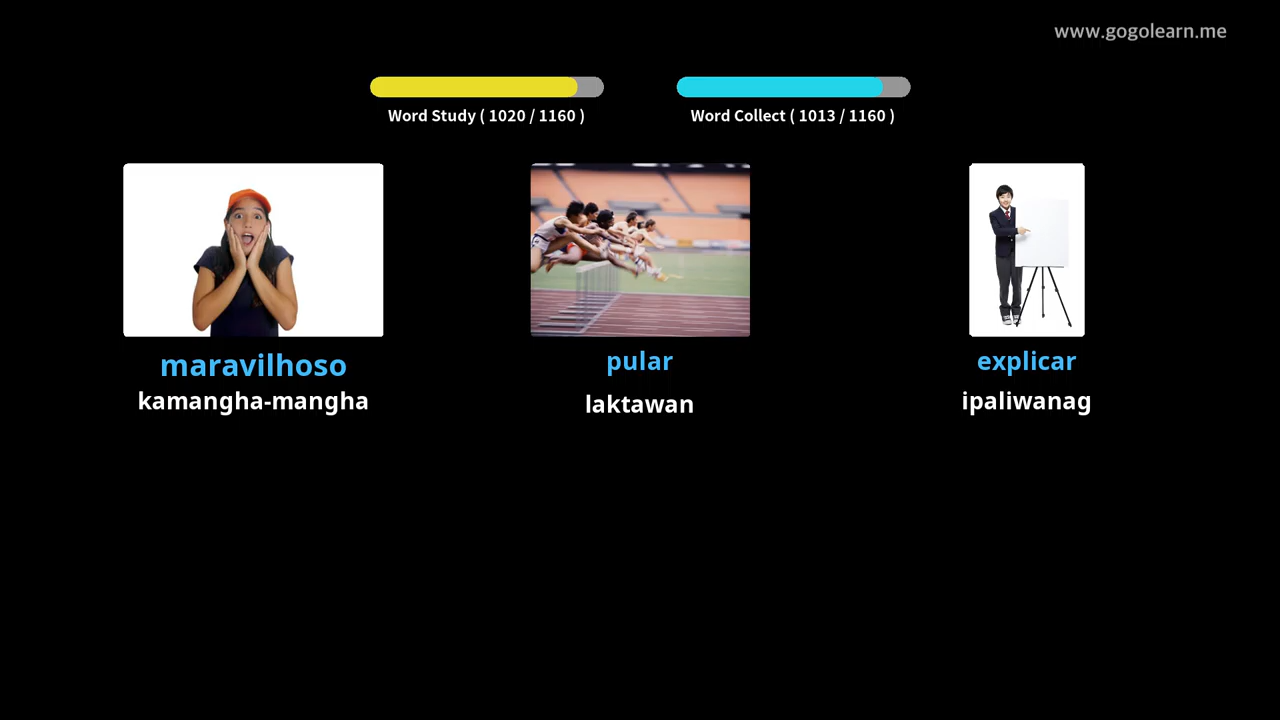 www.gogolearn.me
Word Study ( 1020 / 1160 )
Word Collect ( 1013 / 1160 )
maravilhoso
kamangha-mangha
pular
laktawan
explicar
ipaliwanag